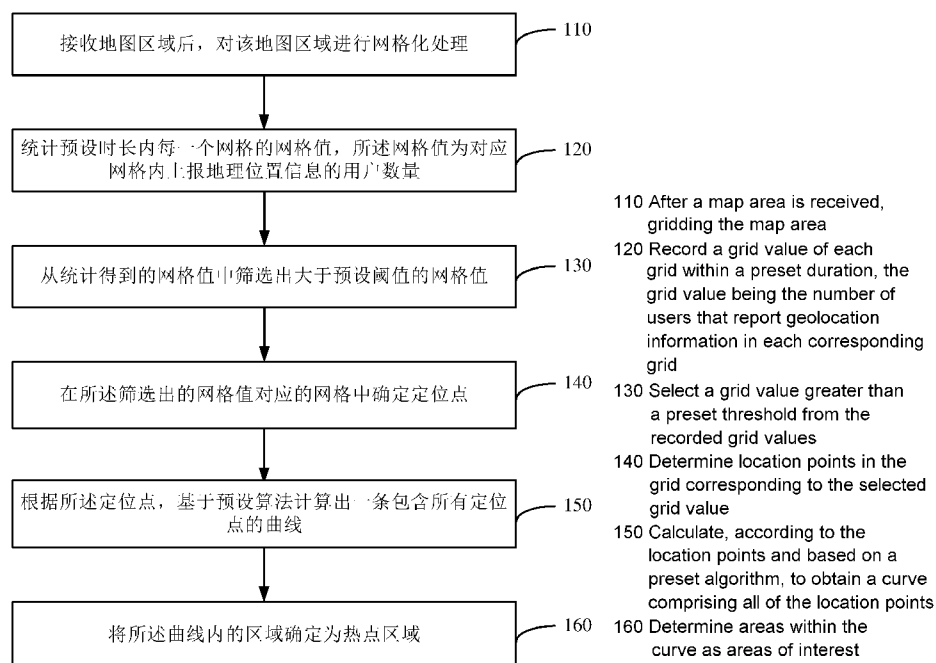 接收地图区域后，对该地图区域进行网格化处理
110
统计预设时长内每一个网格的网格值，所述网格值为对应
网格内上报地理位置信息的用户数量
120
从统计得到的网格值中筛选出大于预设阈值的网格值
130
在所述筛选出的网格值对应的网格中确定定位点
140
根据所述定位点，基于预设算法计算出一条包含所有定位
点的曲线
150
将所述曲线内的区域确定为热点区域
160
110 After a map area is received,
gridding the map area
120 Record a grid value of each
grid within a preset duration, the
grid value being the number of
users that report geolocation
information in each corresponding
grid
130 Select a grid value greater than
a preset threshold from the
recorded grid values
140 Determine location points in the
grid corresponding to the selected
grid value
150 Calculate, according to the
location points and based on a
preset algorithm, to obtain a curve
comprising all of the location points
160 Determine areas within the
curve as areas of interest